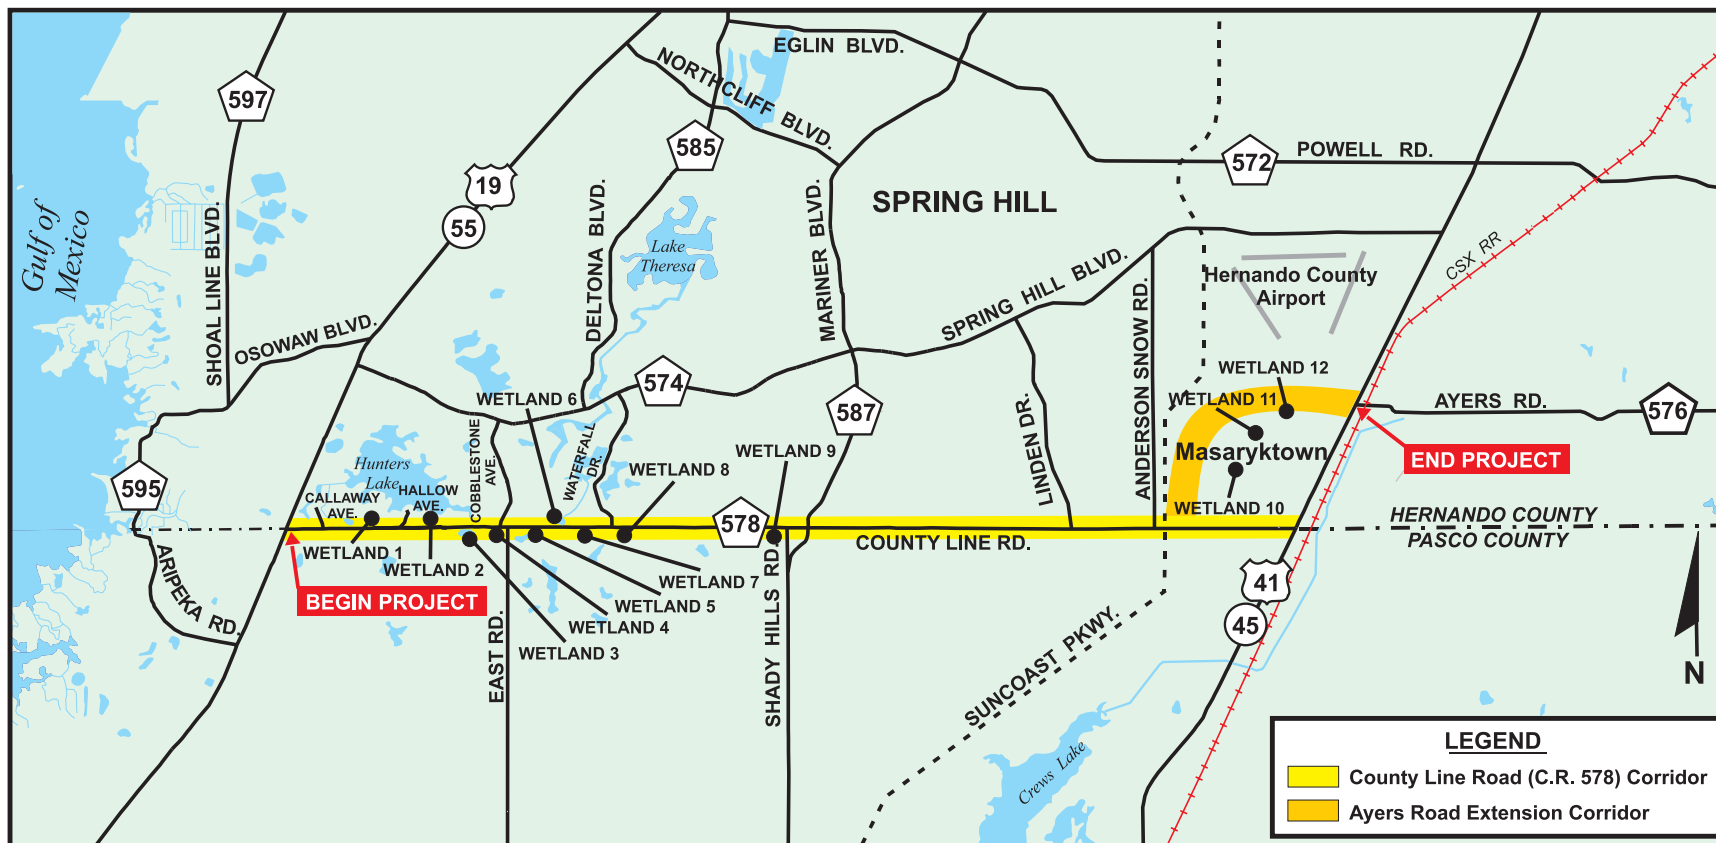 EGLIN BLVD.
NORTHCLIFF BLVD.
597
585
572
POWELL RD.
19
55
SPRING HILL
Gulf of
Mexico
SHOAL LINE BLVD.
DELTONA BLVD.
Lake
Theresa
MARINER BLVD.
SPRING HILL BLVD.
Hernando County
Airport
CSX RR
OSOWAW BLVD.
ANDERSON SNOW RD.
574
WETLAND 6
587
LINDEN DR.
WETLAND 12
WETLAND 11
AYERS RD.
576
Masaryktown
END PROJECT
WETLAND 10
595
Hunters
Lake
CALLAWAY
AVE.
HALLOW
AVE.
COBBLESTONE
AVE.
WATERFALL
DR.
WETLAND 8
WETLAND 9
578
COUNTY LINE RD.
HERNANDO COUNTY
PASCO COUNTY
WETLAND 1
WETLAND 2
WETLAND 7
WETLAND 5
WETLAND 4
WETLAND 3
BEGIN PROJECT
ARIPEKA RD.
EAST RD.
SHADY HILLS RD.
SUNCOAST PKWY.
41
45
Crews Lake
N
LEGEND
County Line Road (C.R. 578) Corridor
Ayers Road Extension Corridor